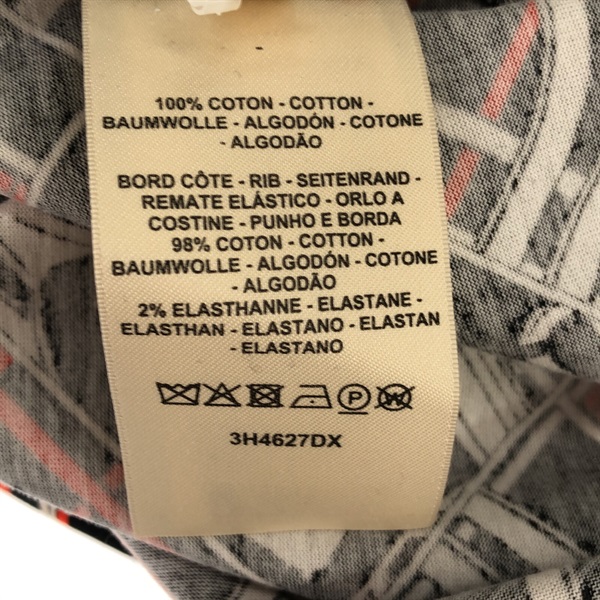 100% COTON - COTTON -
BAUMWOLLE - ALGODÓN - COTONE
- ALGODÃO
BORD CÔTE - RIB - SEITENRAND -
REMATE ELÁSTICO - ORLO A
COSTINE - PUNHO E BORDA
98% COTON - COTTON -
BAUMWOLLE - ALGODÓN - COTONE
- ALGODÃO
2% ELASTHANNE - ELASTANE -
ELASTHAN - ELASTANO - ELASTAN
- ELASTANO
P W
3H4627DX